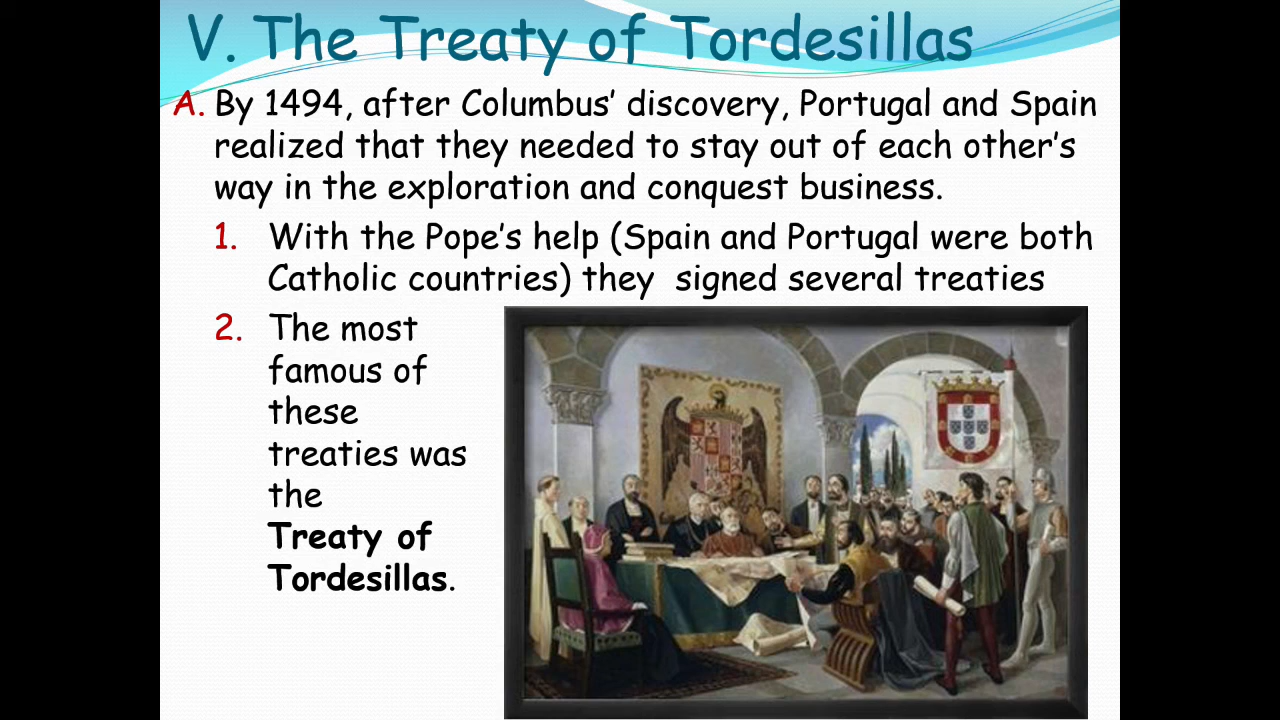 V. The Treaty of Tordesillas
A. By 1494, after Columbus’ discovery, Portugal and Spain
realized that they needed to stay out of each other’s
way in the exploration and conquest business.
1. With the Pope’s help (Spain and Portugal were both
Catholic countries) they signed several treaties
2. The most
famous of
these
treaties was
the
Treaty of
Tordesillas.